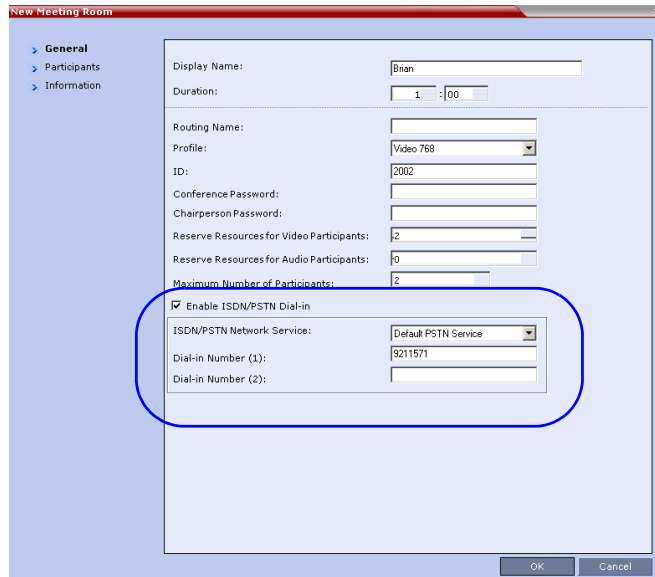 New Meeting Room
General
Participants
Information
Display Name: Brian
Duration: 1 : 00
Routing Name:
Profile: Video 768
ID: 2002
Conference Password:
Chairperson Password:
Reserve Resources for Video Participants: 2
Reserve Resources for Audio Participants: 0
Maximum Number of Participants: 2
Enable ISDN/PSTN Dial-in
ISDN/PSTN Network Service: Default PSTN Service
Dial-in Number (1): 9211571
Dial-in Number (2):
OK Cancel